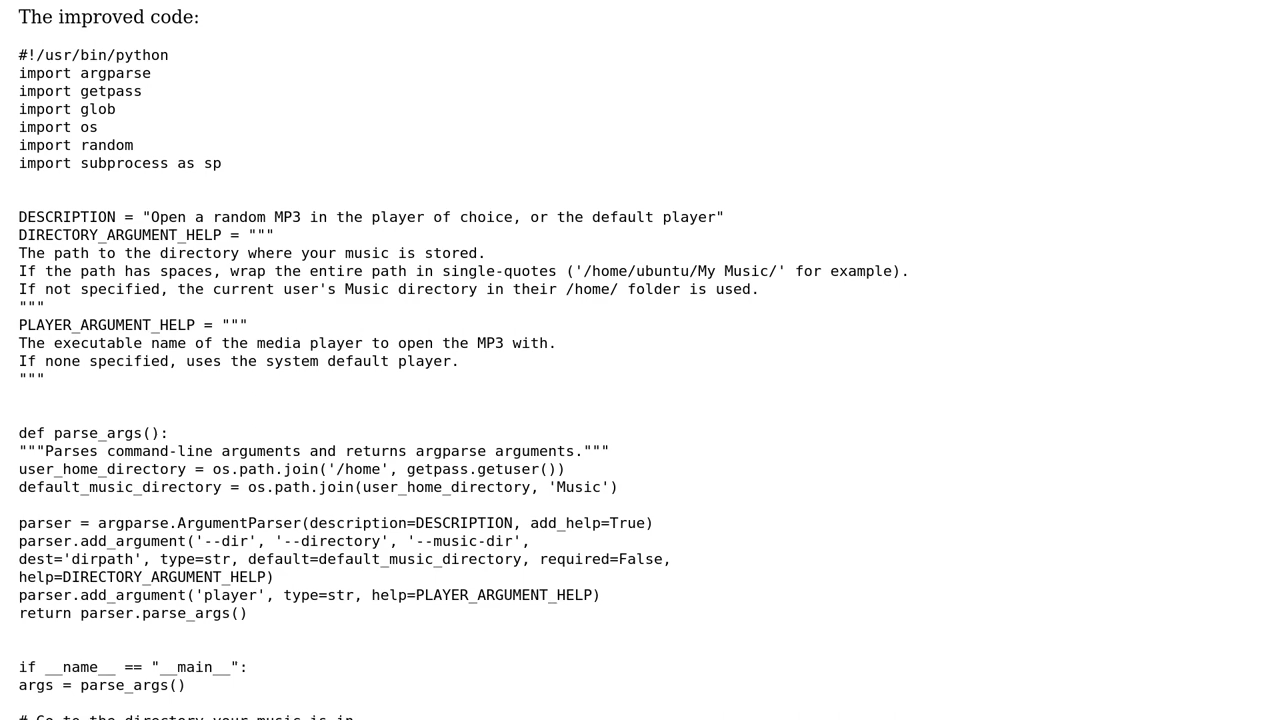 The improved code:
#!/usr/bin/python
import argparse
import getpass
import glob
import os
import random
import subprocess as sp
DESCRIPTION = "Open a random MP3 in the player of choice, or the default player"
DIRECTORY_ARGUMENT_HELP = """
The path to the directory where your music is stored.
If the path has spaces, wrap the entire path in single-quotes ('/home/ubuntu/My Music/' for example).
If not specified, the current user's Music directory in their /home/ folder is used.
"""
PLAYER_ARGUMENT_HELP = """
The executable name of the media player to open the MP3 with.
If none specified, uses the system default player.
"""
def parse_args():
"""Parses command-line arguments and returns argparse arguments."""
user_home_directory = os.path.join('/home', getpass.getuser())
default_music_directory = os.path.join(user_home_directory, 'Music')
parser = argparse.ArgumentParser(description=DESCRIPTION, add_help=True)
parser.add_argument('--dir', '--directory', '--music-dir',
dest='dirpath', type=str, default=default_music_directory, required=False,
help=DIRECTORY_ARGUMENT_HELP)
parser.add_argument('player', type=str, help=PLAYER_ARGUMENT_HELP)
return parser.parse_args()
if __name__ == "__main__":
args = parse_args()
# Go to the directory your music is in